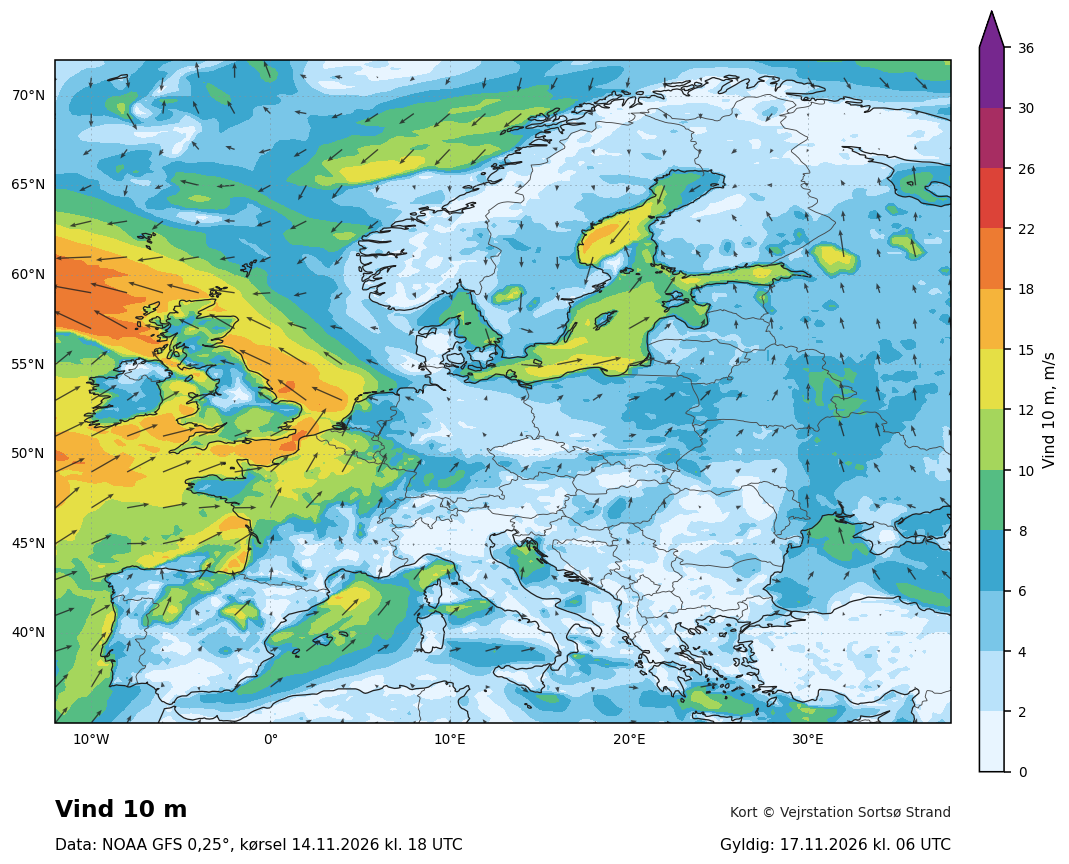 36
70°N
30
26
65°N
22
60°N
18
15
55°N
12
Vind 10 m, m/s
50°N
10
8
45°N
6
4
40°N
2
0
10°W
0°
10°E
20°E
30°E
Vind 10 m
Kort © Vejrstation Sortsø Strand
Data: NOAA GFS 0,25°, kørsel 14.11.2026 kl. 18 UTC
Gyldig: 17.11.2026 kl. 06 UTC